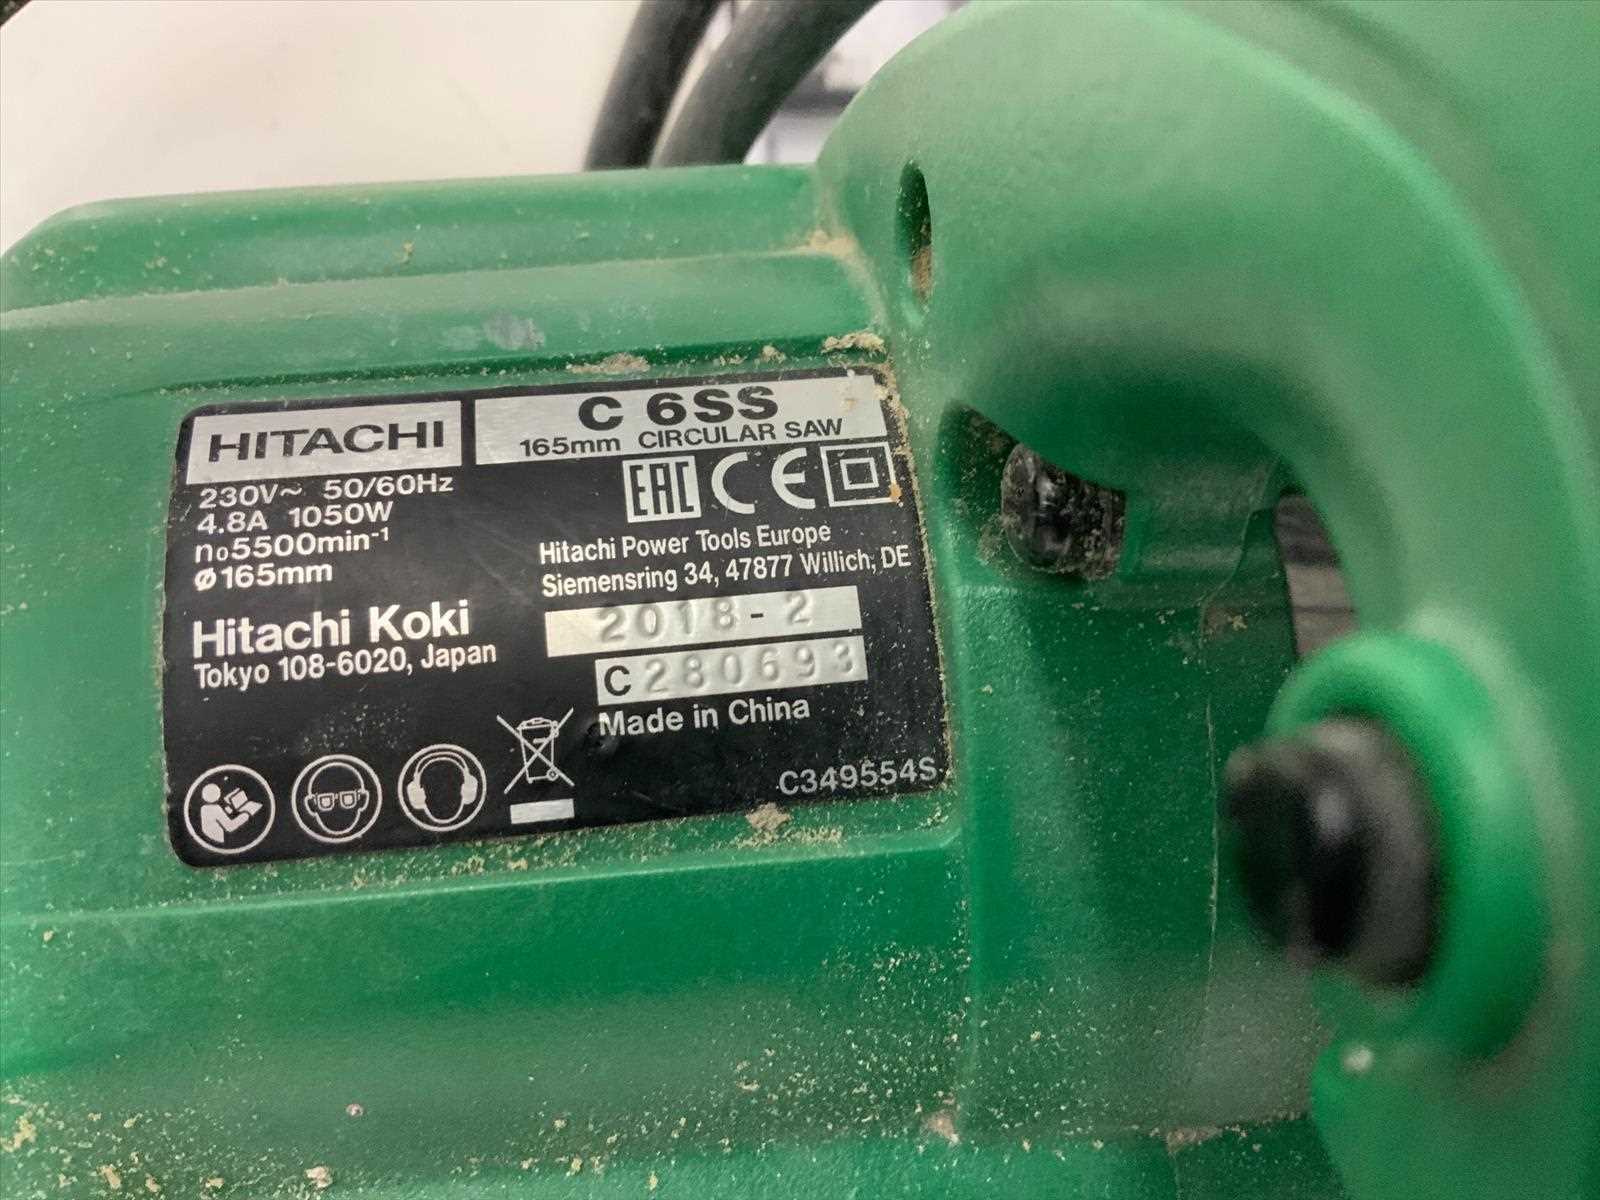 HITACHI
C 6SS
165mm CIRCULAR SAW
230V~ 50/60Hz
4.8A 1050W
n₀5500min⁻¹
ø165mm
EAC CE
Hitachi Power Tools Europe
Siemensring 34, 47877 Willich, DE
Hitachi Koki
Tokyo 108-6020, Japan
2018-2
C280693
Made in China
C349554S